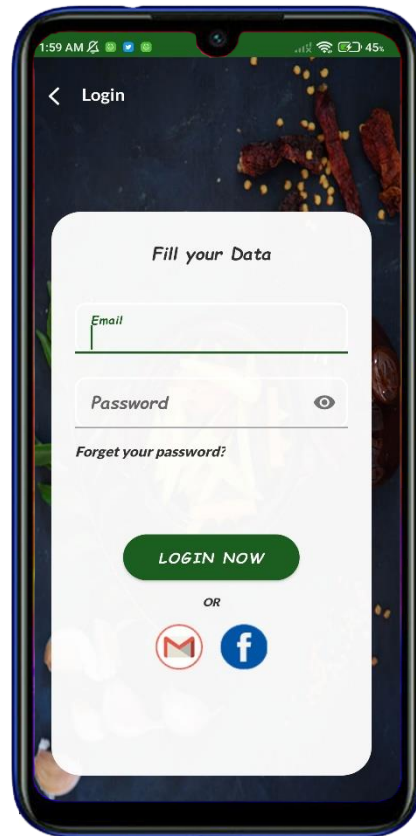 1:59 AM 45%
Login
Fill your Data
Email
Password
Forget your password?
LOGIN NOW
OR
M f